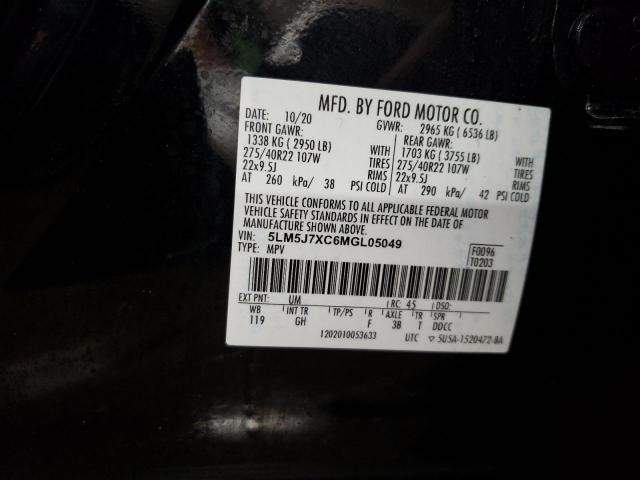 MFD. BY FORD MOTOR CO.
DATE: 10/20 GVWR: 2965 KG ( 6536 LB)
FRONT GAWR: REAR GAWR:
1338 KG ( 2950 LB) WITH 1703 KG ( 3755 LB) WITH
275/40R22 107W TIRES 275/40R22 107W TIRES
22x9.5J RIMS 22x9.5J RIMS
AT 260 kPa/ 38 PSI COLD AT 290 kPa/ 42 PSI COLD
THIS VEHICLE CONFORMS TO ALL APPLICABLE FEDERAL MOTOR
VEHICLE SAFETY STANDARDS IN EFFECT ON THE DATE OF
MANUFACTURE SHOWN ABOVE.
VIN: 5LM5J7XC6MGL05049 F0096
TYPE: MPV T0203
EXT PNT: UM RC: 45 DSO:
WB INT TR TP/PS R AXLE TR SPR
119 GH F 3B T DDCC
1202010053633 UTC ▽ 5U5A-1520472-BA